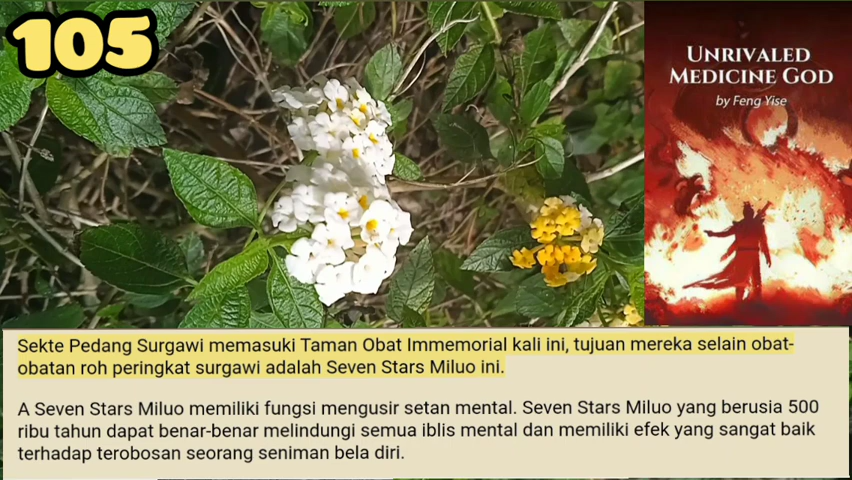 105
UNRIVALED
MEDICINE GOD
by Feng Yise
Sekte Pedang Surgawi memasuki Taman Obat Immemorial kali ini, tujuan mereka selain obat-
obatan roh peringkat surgawi adalah Seven Stars Miluo ini.
A Seven Stars Miluo memiliki fungsi mengusir setan mental. Seven Stars Miluo yang berusia 500
ribu tahun dapat benar-benar melindungi semua iblis mental dan memiliki efek yang sangat baik
terhadap terobosan seorang seniman bela diri.